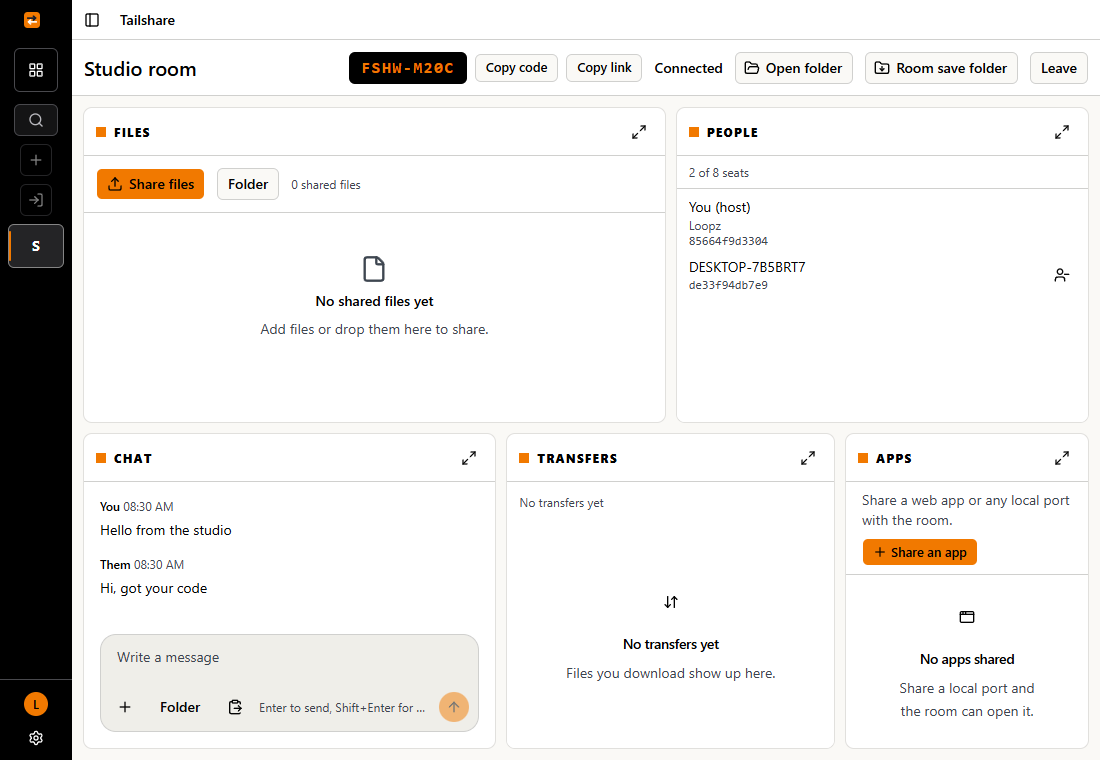 Tailshare
Studio room
FSHW-M20C
Copy code
Copy link
Connected
Open folder
Room save folder
Leave
S
L
FILES
Share files
Folder
0 shared files
No shared files yet
Add files or drop them here to share.
PEOPLE
2 of 8 seats
You (host)
Loopz
85664f9d3304
DESKTOP-7B5BRT7
de33f94db7e9
CHAT
You 08:30 AM
Hello from the studio
Them 08:30 AM
Hi, got your code
Write a message
Folder
Enter to send, Shift+Enter for ...
TRANSFERS
No transfers yet
No transfers yet
Files you download show up here.
APPS
Share a web app or any local port
with the room.
Share an app
No apps shared
Share a local port and
the room can open it.